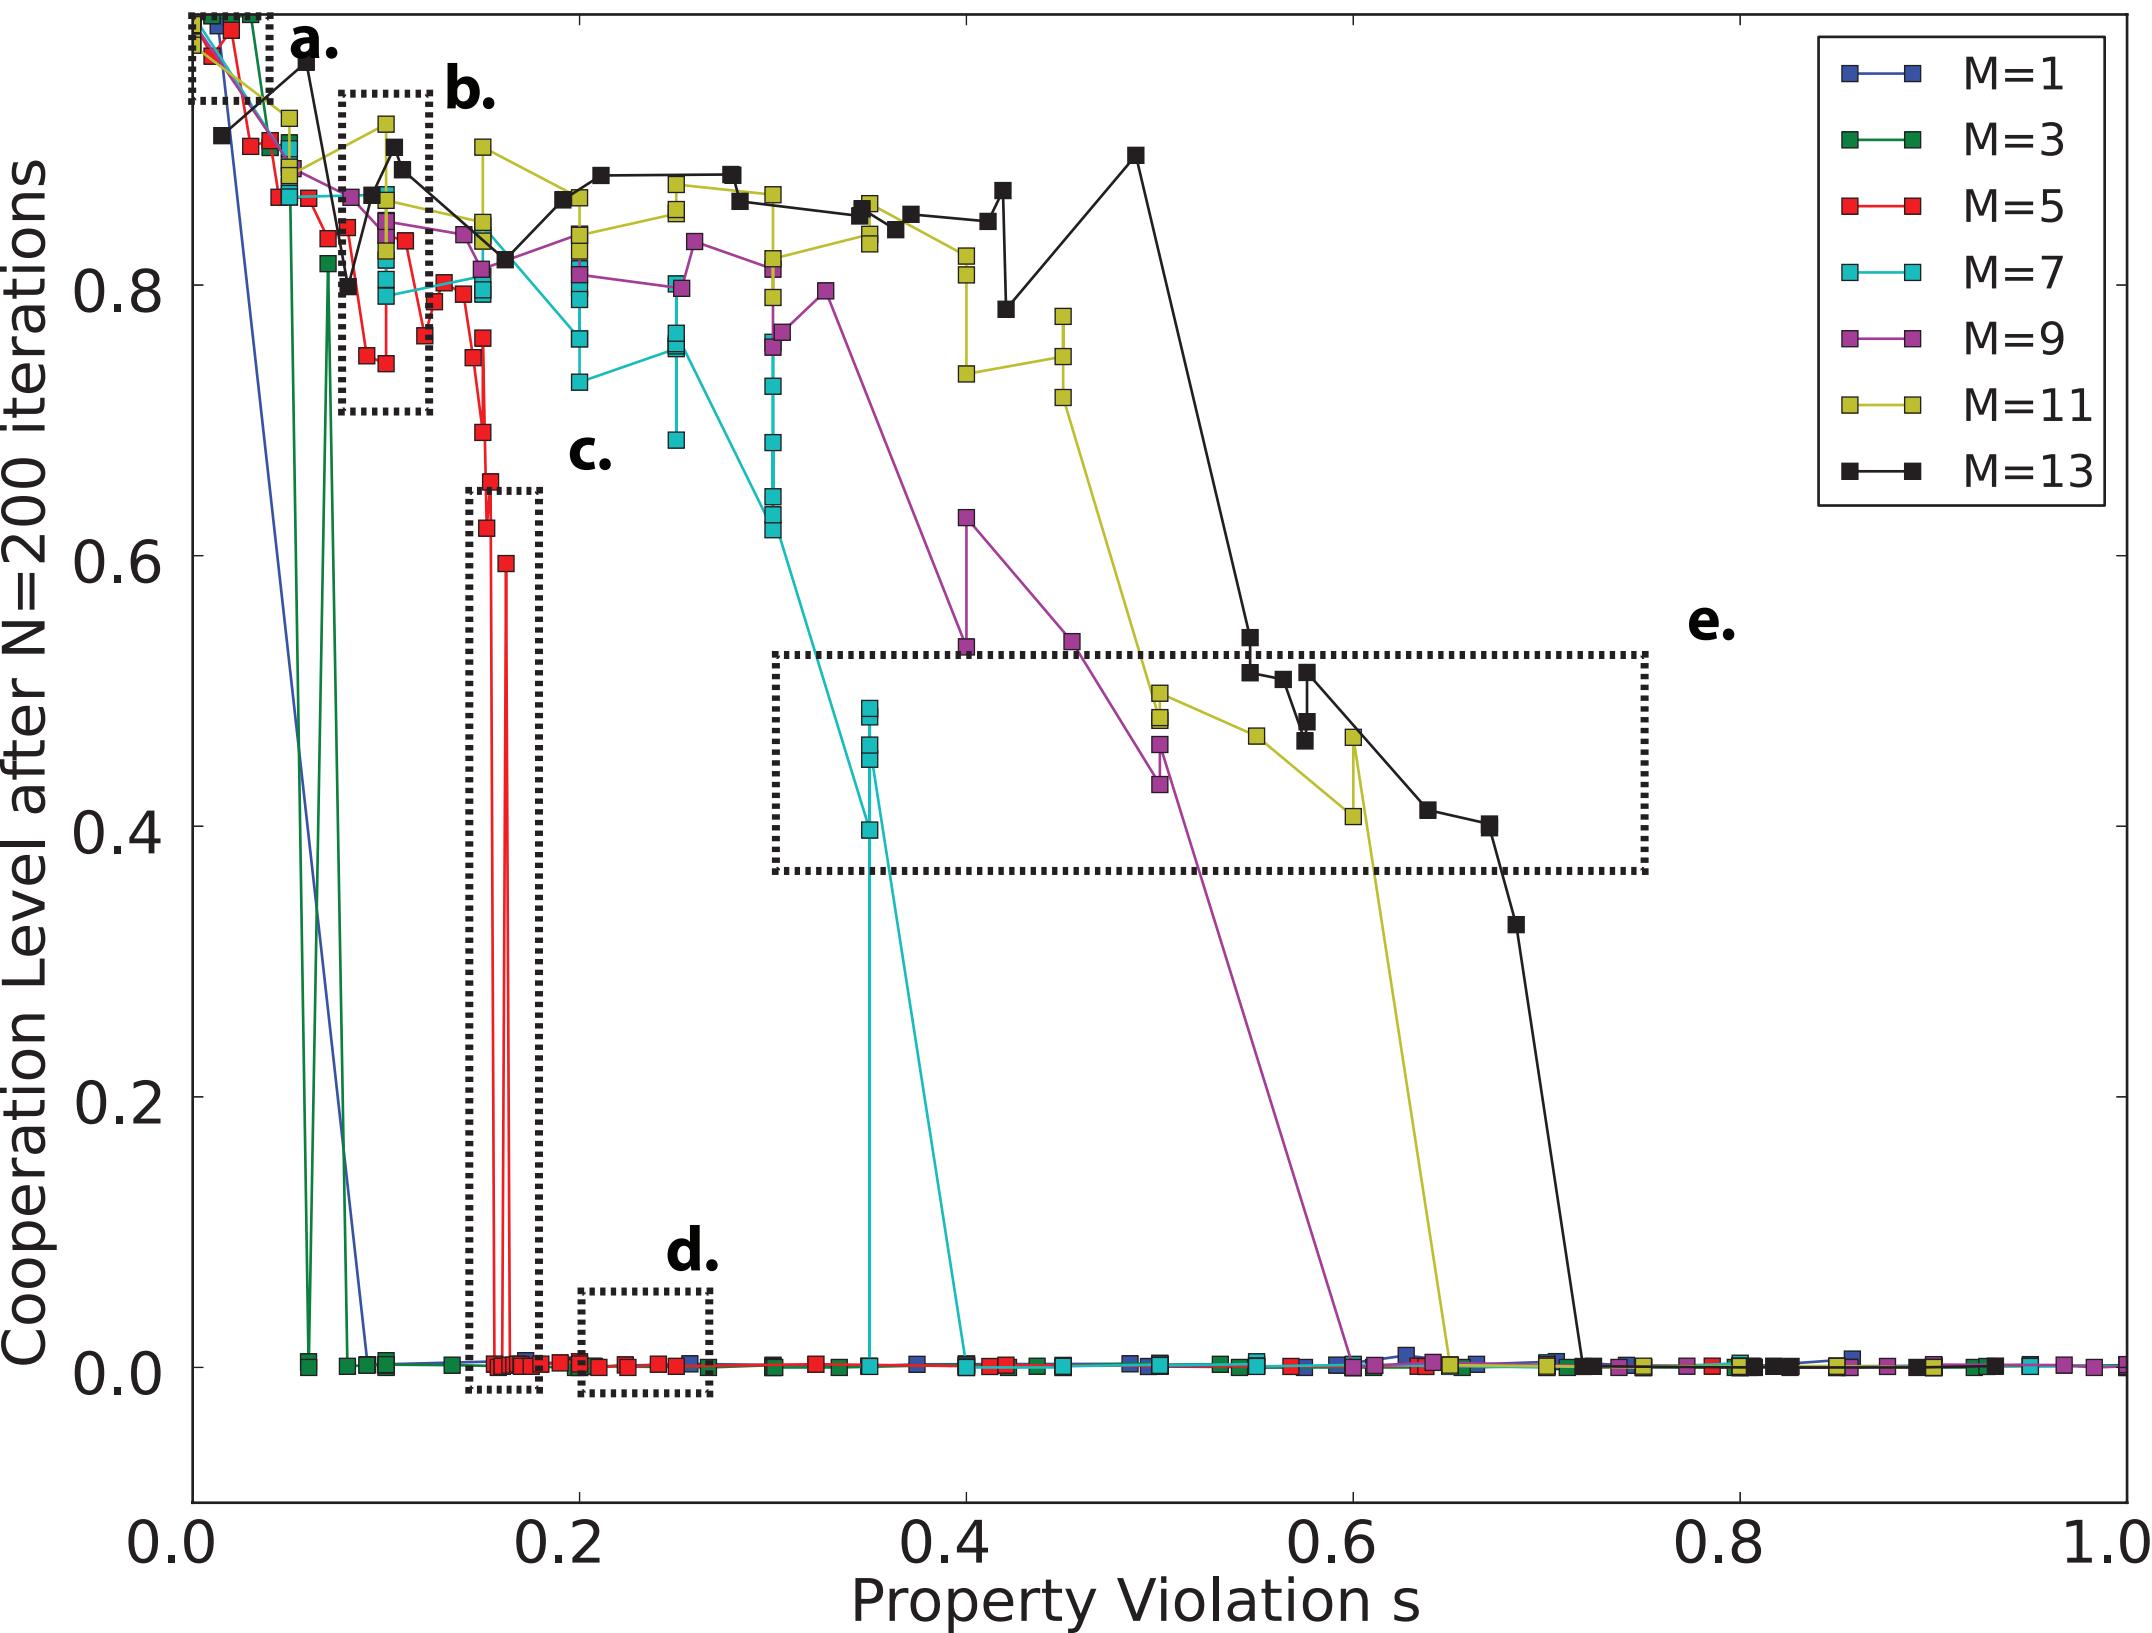 a.
b.
c.
d.
e.
M=1
M=3
M=5
M=7
M=9
M=11
M=13
Cooperation Level after N=200 iterations
0.8
0.6
0.4
0.2
0.0
0.0 0.2 0.4 0.6 0.8 1.0
Property Violation s